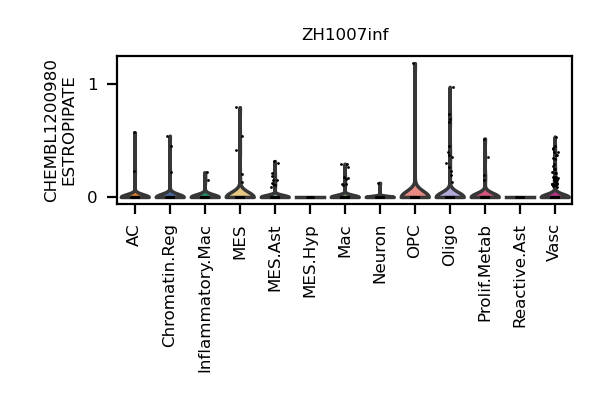 ZH1007inf
CHEMBL1200980
ESTROPIPATE
1
0
AC
Chromatin.Reg
Inflammatory.Mac
MES
MES.Ast
MES.Hyp
Mac
Neuron
OPC
Oligo
Prolif.Metab
Reactive.Ast
Vasc